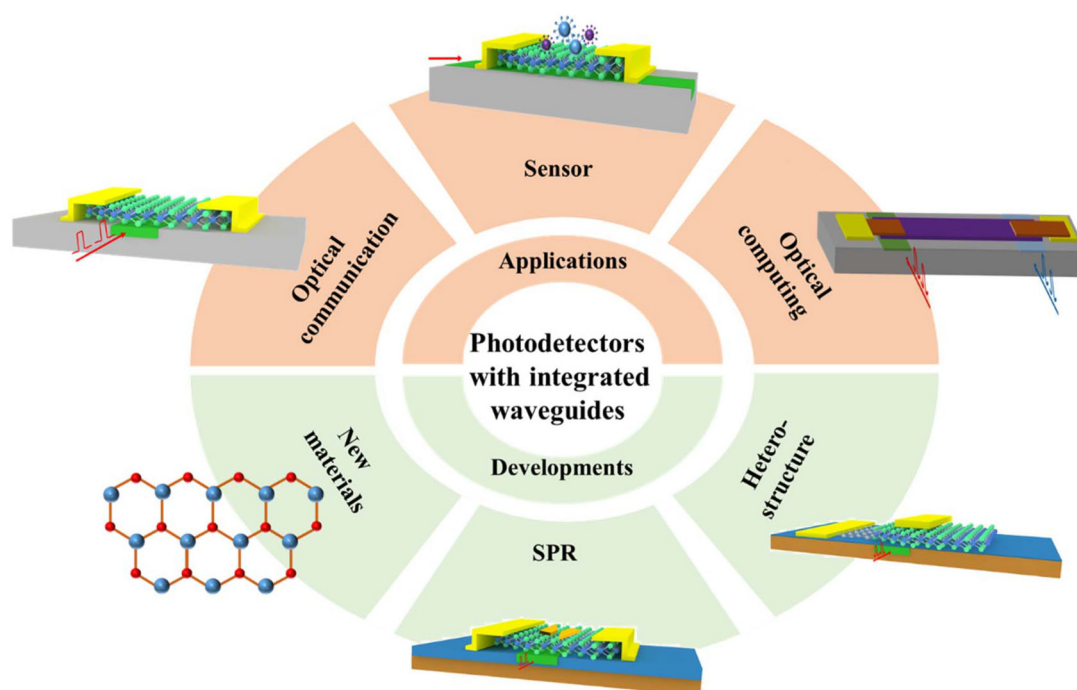 Sensor
Optical
communication
Optical
computing
Applications
Photodetectors
with integrated
waveguides
Developments
New
materials
Hetero-
structure
SPR